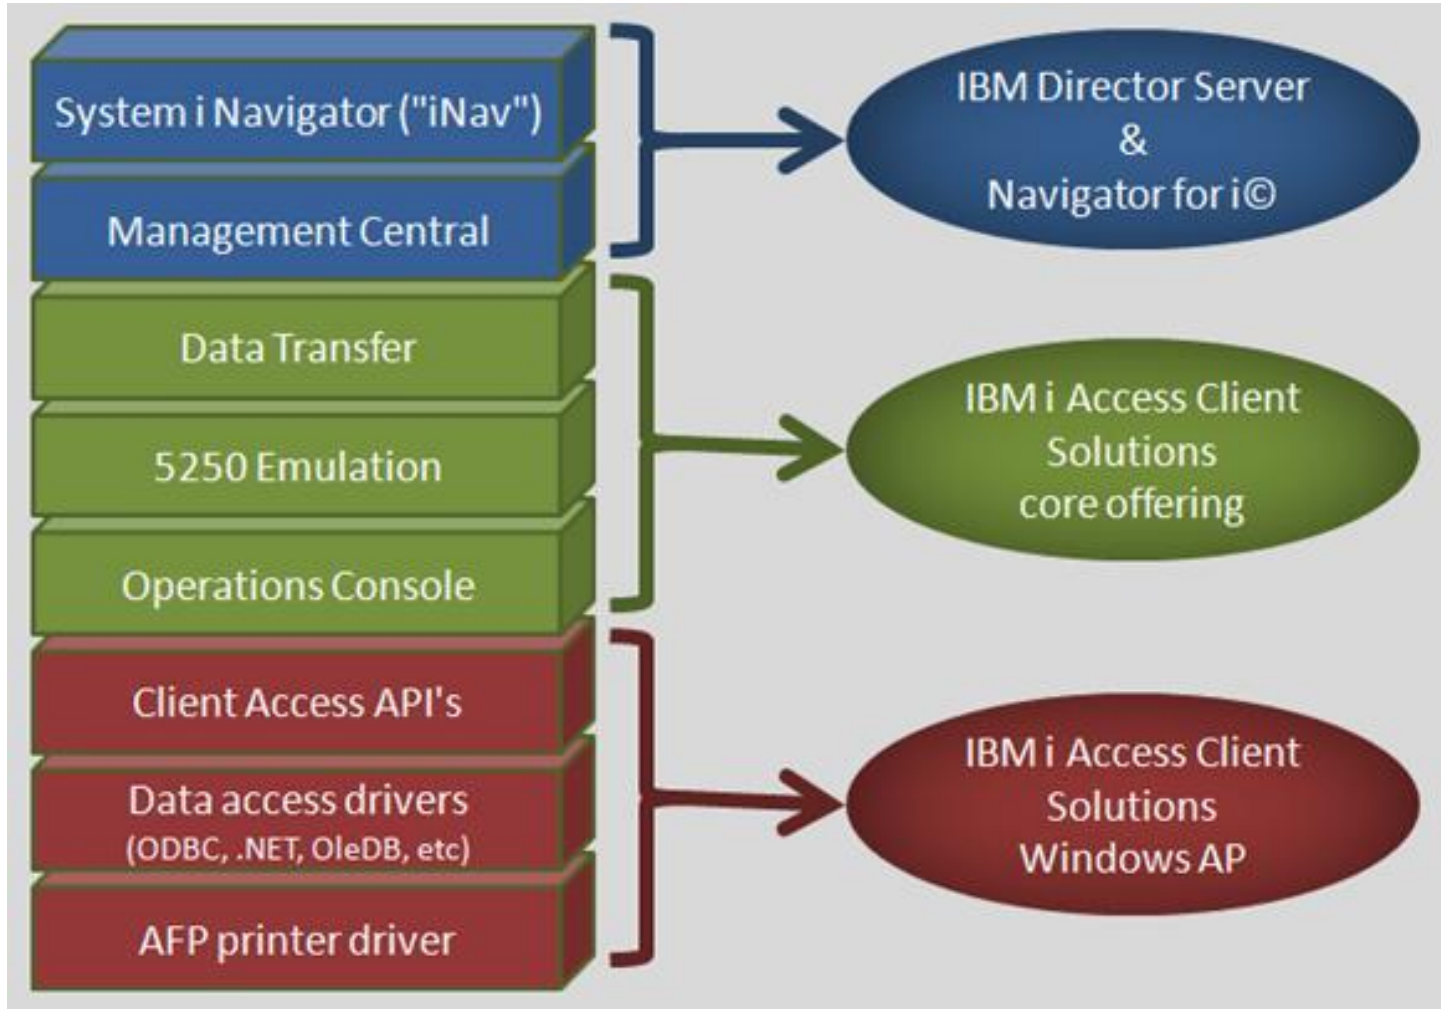 System i Navigator ("iNav")
Management Central
Data Transfer
5250 Emulation
Operations Console
Client Access API's
Data access drivers
(ODBC, .NET, OleDB, etc)
AFP printer driver
IBM Director Server
&
Navigator for i©
IBM i Access Client
Solutions
core offering
IBM i Access Client
Solutions
Windows AP